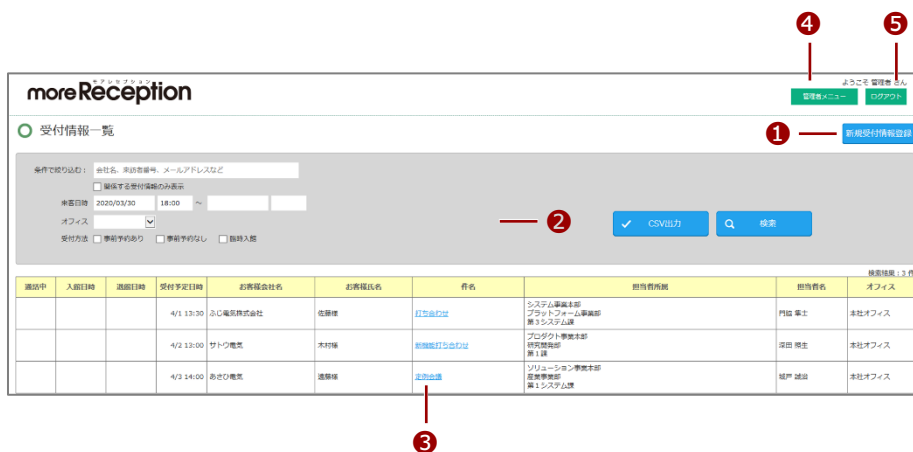 4 5
モアレセプション
moreReception
ようこそ 管理者 さん
管理者メニュー ログアウト
受付情報一覧
1
新規受付情報登録
条件で絞り込む: 会社名、来訪者番号、メールアドレスなど
関係する受付情報のみ表示
来客日時 2020/03/30 18:00 ~
オフィス
2
CSV出力 検索
受付方法 事前予約あり 事前予約なし 臨時入館
検索結果:3 件
通話中 入館日時 退館日時 受付予定日時 お客様会社名 お客様氏名 件名 担当者所属 担当者名 オフィス
システム事業本部
4/1 13:30 ふじ電気株式会社 佐藤様 打ち合わせ プラットフォーム事業部 門脇 隼士 本社オフィス
第3システム課
プロダクト事業本部
4/2 13:00 サトウ電気 木村様 新機能打ち合わせ 研究開発部 深田 照生 本社オフィス
第1課
ソリューション事業本部
4/3 14:00 あさひ電気 遠藤様 定例会議 産業事業部 城戸 誠治 本社オフィス
第1システム課
3